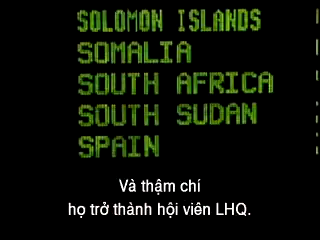 SOLOMON ISLANDS
SOMALIA
SOUTH AFRICA
SOUTH SUDAN
SPAIN
Và thậm chí
họ trở thành hội viên LHQ.